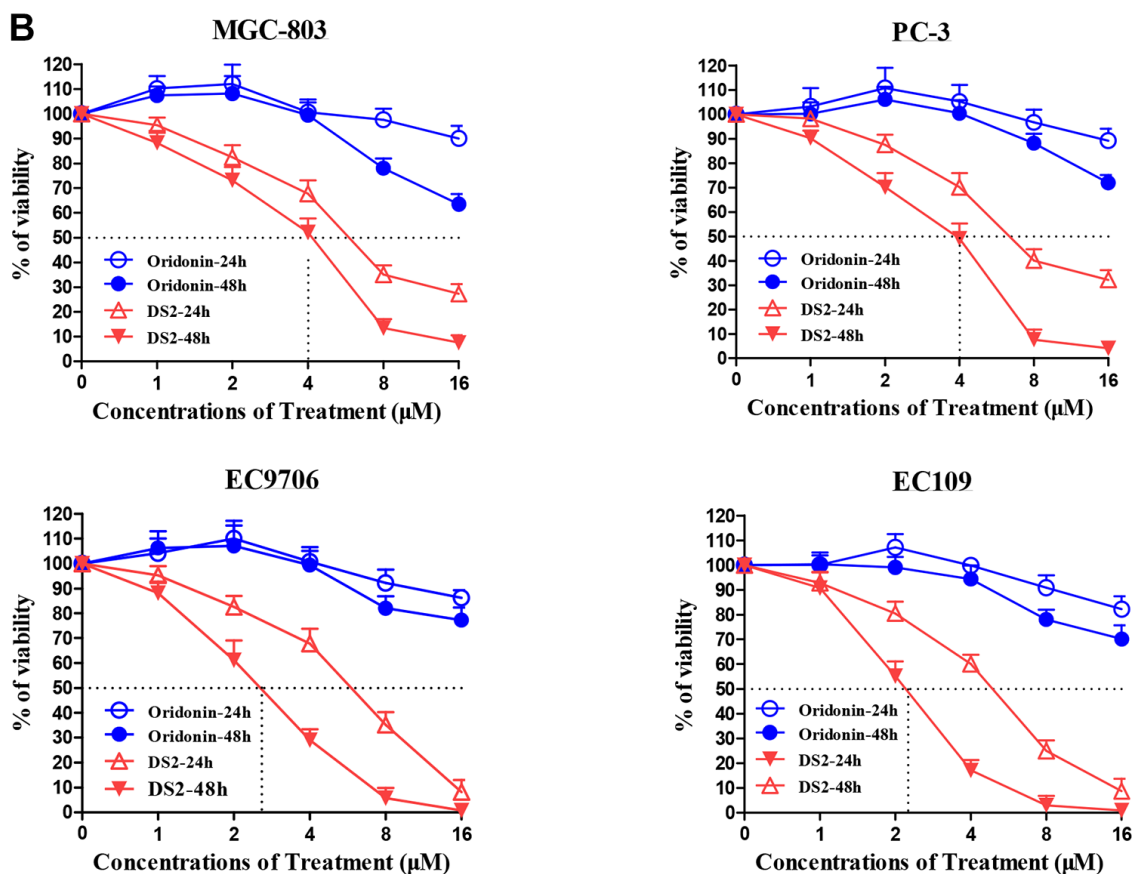 B
MGC-803
% of viability
120
110
100
90
80
70
60
50
40
30
20
10
0
Oridonin-24h
Oridonin-48h
DS2-24h
DS2-48h
0 1 2 4 8 16
Concentrations of Treatment (μM)
PC-3
% of viability
120
110
100
90
80
70
60
50
40
30
20
10
0
Oridonin-24h
Oridonin-48h
DS2-24h
DS2-48h
0 1 2 4 8 16
Concentrations of Treatment (μM)
EC9706
% of viability
120
110
100
90
80
70
60
50
40
30
20
10
0
Oridonin-24h
Oridonin-48h
DS2-24h
DS2-48h
0 1 2 4 8 16
Concentrations of Treatment (μM)
EC109
% of viability
120
110
100
90
80
70
60
50
40
30
20
10
0
Oridonin-24h
Oridonin-48h
DS2-24h
DS2-48h
0 1 2 4 8 16
Concentrations of Treatment (μM)